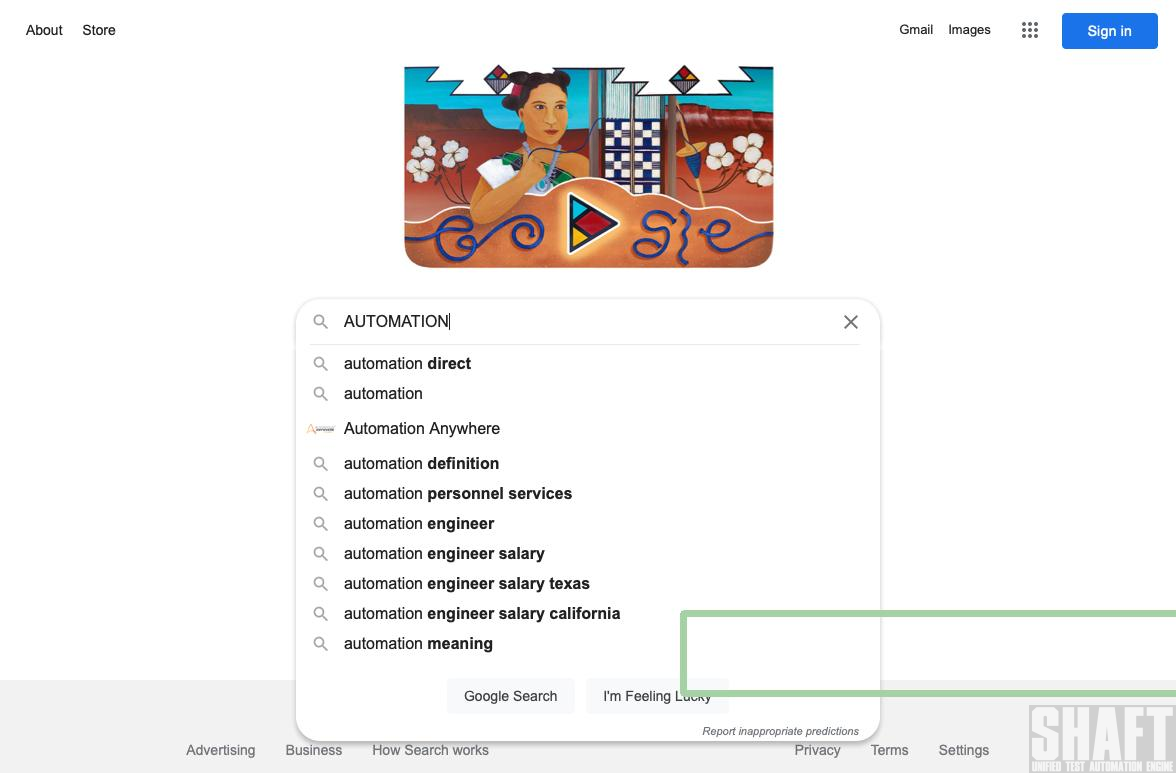 About Store
Gmail Images
Sign in
AUTOMATION
automation direct
automation
Automation Anywhere
automation definition
automation personnel services
automation engineer
automation engineer salary
automation engineer salary texas
automation engineer salary california
automation meaning
Google Search I'm Feeling Lucky
Report inappropriate predictions
Advertising Business How Search works
Privacy Terms Settings
SHAFT
UNIFIED TEST AUTOMATION ENGINE